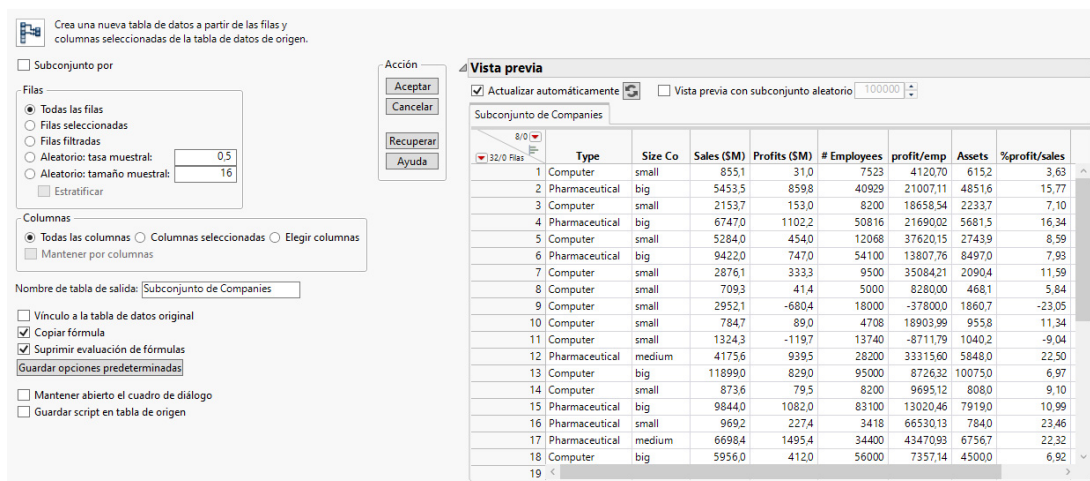 Crea una nueva tabla de datos a partir de las filas y
columnas seleccionadas de la tabla de datos de origen.
Subconjunto por
Filas
Todas las filas
Filas seleccionadas
Filas filtradas
Aleatorio: tasa muestral: 0,5
Aleatorio: tamaño muestral: 16
Estratificar
Columnas
Todas las columnas Columnas seleccionadas Elegir columnas
Mantener por columnas
Nombre de tabla de salida: Subconjunto de Companies
Vínculo a la tabla de datos original
Copiar fórmula
Suprimir evaluación de fórmulas
Guardar opciones predeterminadas
Mantener abierto el cuadro de diálogo
Guardar script en tabla de origen
Acción
Aceptar
Cancelar
Recuperar
Ayuda
Vista previa
Actualizar automáticamente Vista previa con subconjunto aleatorio 100000
Subconjunto de Companies
8/0
32/0 Filas Type Size Co Sales ($M) Profits ($M) # Employees profit/emp Assets %profit/sales
1 Computer small 855,1 31,0 7523 4120,70 615,2 3,63
2 Pharmaceutical big 5453,5 859,8 40929 21007,11 4851,6 15,77
3 Computer small 2153,7 153,0 8200 18658,54 2233,7 7,10
4 Pharmaceutical big 6747,0 1102,2 50816 21690,02 5681,5 16,34
5 Computer small 5284,0 454,0 12068 37620,15 2743,9 8,59
6 Pharmaceutical big 9422,0 747,0 54100 13807,76 8497,0 7,93
7 Computer small 2876,1 333,3 9500 35084,21 2090,4 11,59
8 Computer small 709,3 41,4 5000 8280,00 468,1 5,84
9 Computer small 2952,1 -680,4 18000 -37800,0 1860,7 -23,05
10 Computer small 784,7 89,0 4708 18903,99 955,8 11,34
11 Computer small 1324,3 -119,7 13740 -8711,79 1040,2 -9,04
12 Pharmaceutical medium 4175,6 939,5 28200 33315,60 5848,0 22,50
13 Computer big 11899,0 829,0 95000 8726,32 10075,0 6,97
14 Computer small 873,6 79,5 8200 9695,12 808,0 9,10
15 Pharmaceutical big 9844,0 1082,0 83100 13020,46 7919,0 10,99
16 Pharmaceutical small 969,2 227,4 3418 66530,13 784,0 23,46
17 Pharmaceutical medium 6698,4 1495,4 34400 43470,93 6756,7 22,32
18 Computer big 5956,0 412,0 56000 7357,14 4500,0 6,92
19